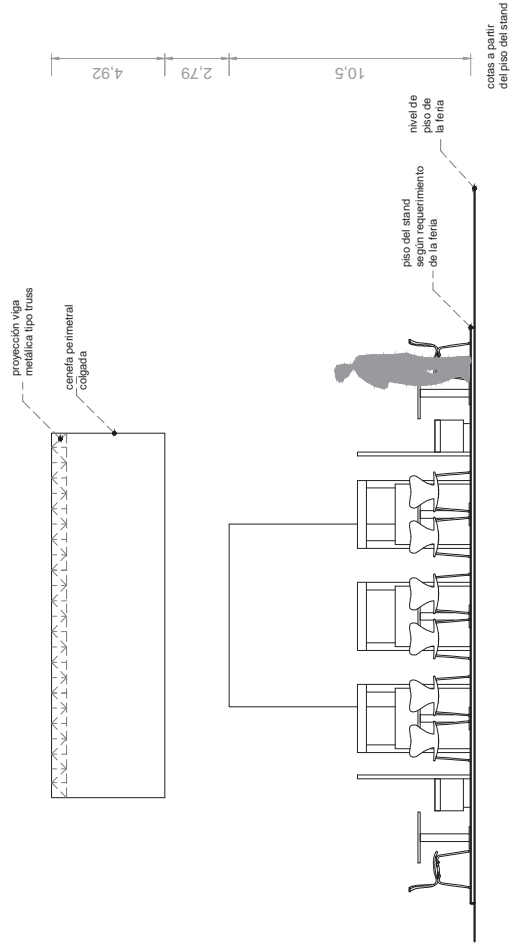 proyección viga
metálica tipo truss
cenefa perimetral
colgada
4,92
2,79
10,5
piso del stand
según requerimiento
de la feria
nivel de
piso de
la feria
cotas a partir
del piso del stand